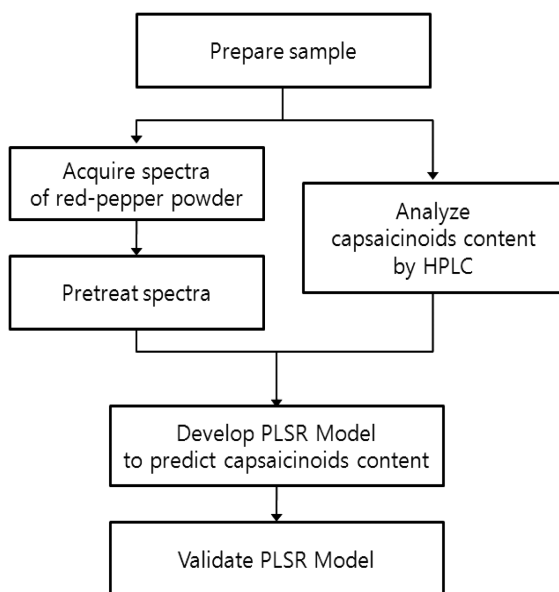 Prepare sample
Acquire spectra
of red-pepper powder
Analyze
capsaicinoids content
by HPLC
Pretreat spectra
Develop PLSR Model
to predict capsaicinoids content
Validate PLSR Model